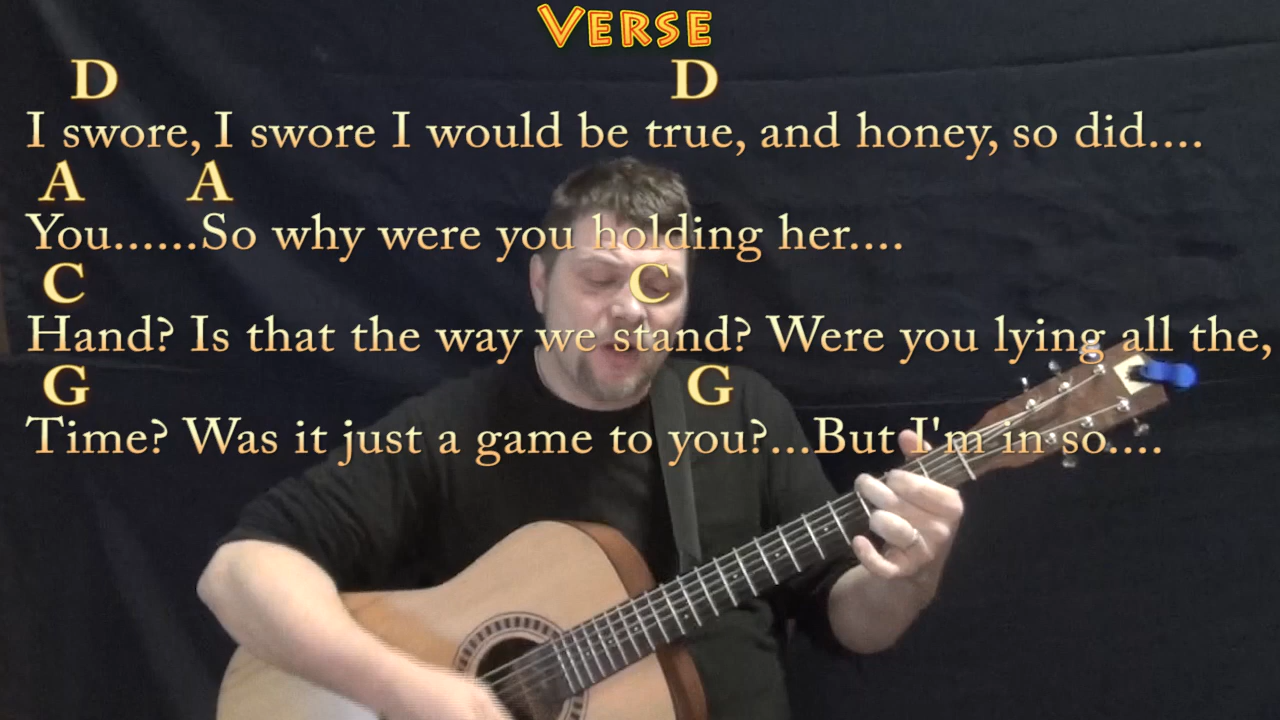 VERSE
D D
I swore, I swore I would be true, and honey, so did....
A A
You......So why were you holding her....
C C
Hand? Is that the way we stand? Were you lying all the,
G G
Time? Was it just a game to you?...But I'm in so....